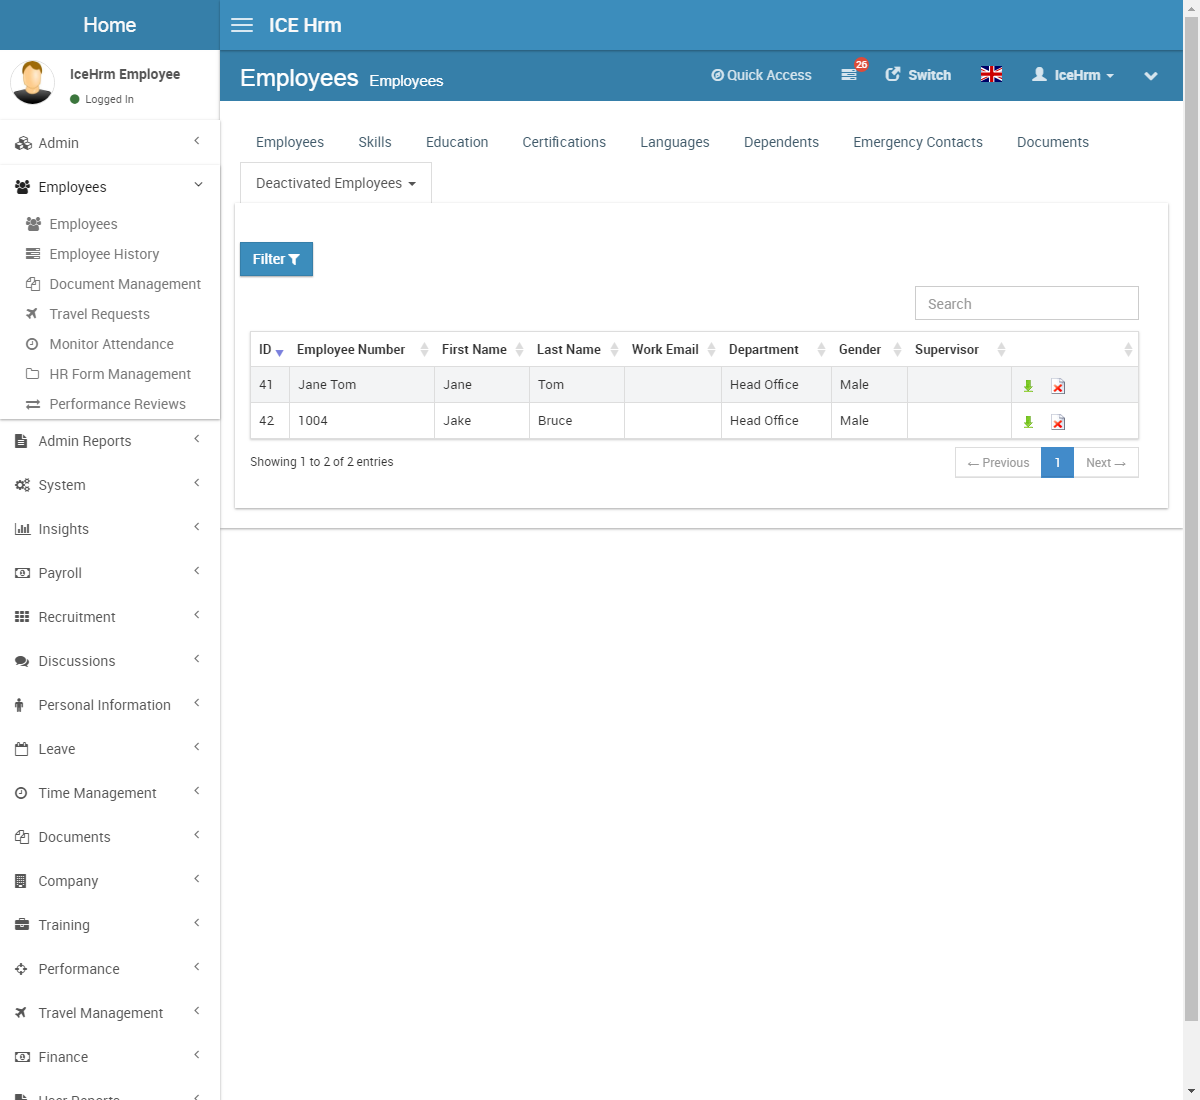 Home
ICE Hrm
IceHrm Employee
Logged In
Employees Employees
Quick Access
26
Switch
IceHrm
Admin
Employees
Employees
Employee History
Document Management
Travel Requests
Monitor Attendance
HR Form Management
Performance Reviews
Admin Reports
System
Insights
Payroll
Recruitment
Discussions
Personal Information
Leave
Time Management
Documents
Company
Training
Performance
Travel Management
Finance
User Reports
Employees Skills Education Certifications Languages Dependents Emergency Contacts Documents
Deactivated Employees
Filter
Search
ID Employee Number First Name Last Name Work Email Department Gender Supervisor
41 Jane Tom Jane Tom Head Office Male
42 1004 Jake Bruce Head Office Male
Showing 1 to 2 of 2 entries
← Previous 1 Next →